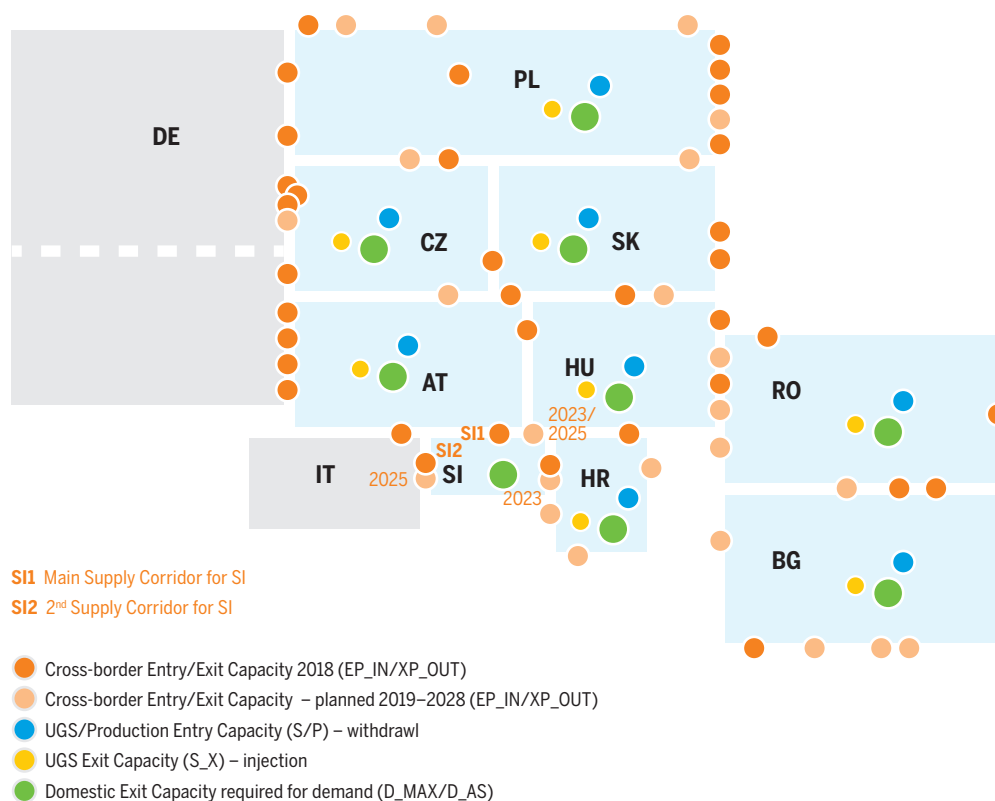 PL
DE
CZ
SK
AT
HU
RO
2023/
2025
SI1
SI2
IT
2025
SI
HR
2023
BG
SI1 Main Supply Corridor for SI
SI2 2nd Supply Corridor for SI
Cross-border Entry/Exit Capacity 2018 (EP_IN/XP_OUT)
Cross-border Entry/Exit Capacity – planned 2019–2028 (EP_IN/XP_OUT)
UGS/Production Entry Capacity (S/P) – withdrawl
UGS Exit Capacity (S_X) – injection
Domestic Exit Capacity required for demand (D_MAX/D_AS)